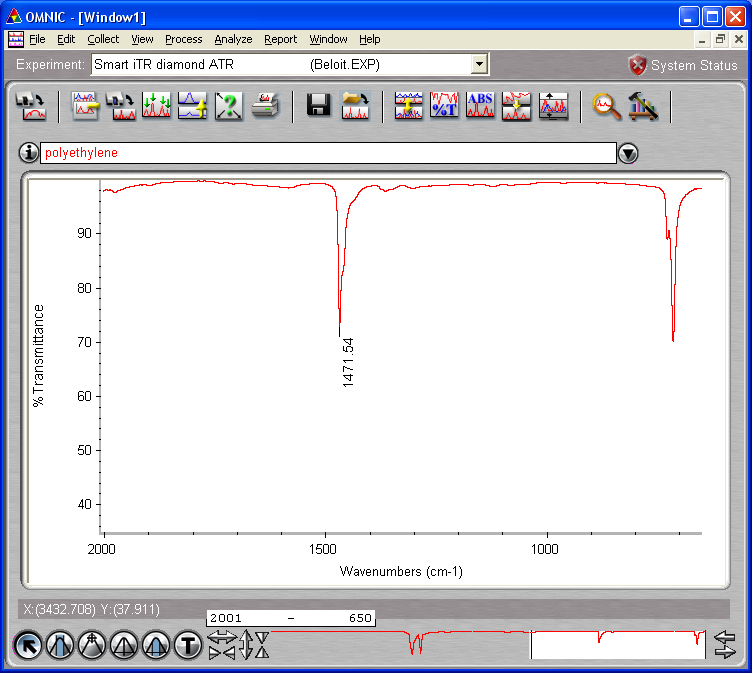 OMNIC - [Window1]
File Edit Collect View Process Analyze Report Window Help
Experiment: Smart iTR diamond ATR (Beloit.EXP) System Status
%T ABS
polyethylene
90
80
70
60
50
40
%Transmittance
1471.54
2000 1500 1000
Wavenumbers (cm-1)
X:(3432.708) Y:(37.911)
2001 - 650
T